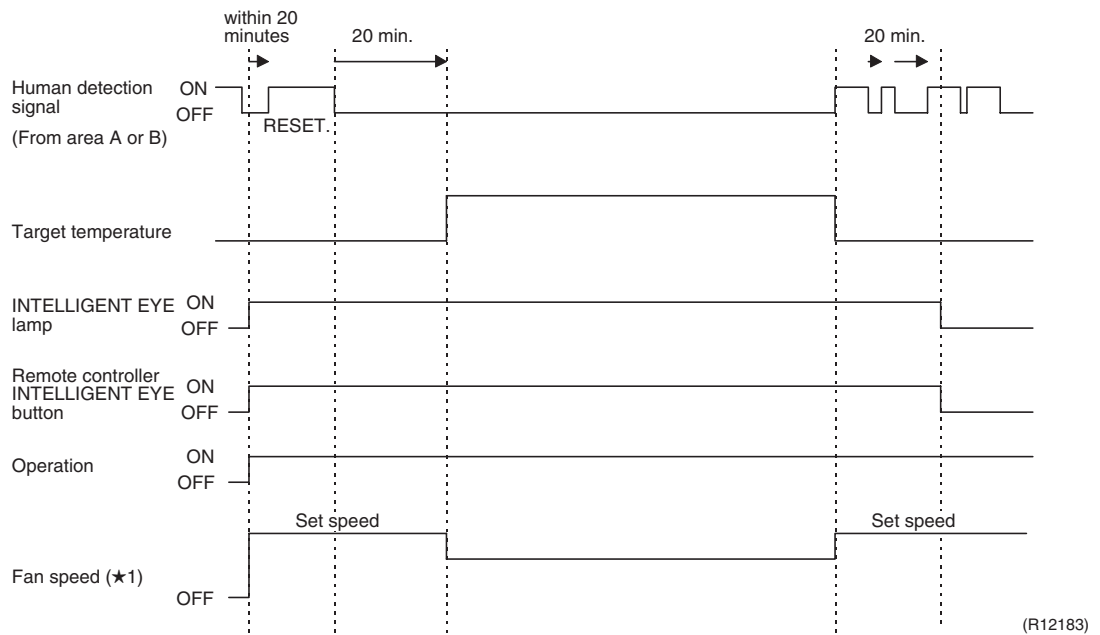 within 20
minutes
20 min.
20 min.
Human detection
signal
(From area A or B)
ON
OFF
RESET.
Target temperature
INTELLIGENT EYE
lamp
ON
OFF
Remote controller
INTELLIGENT EYE
button
ON
OFF
Operation
ON
OFF
Set speed
Set speed
Fan speed (★1)
OFF
(R12183)